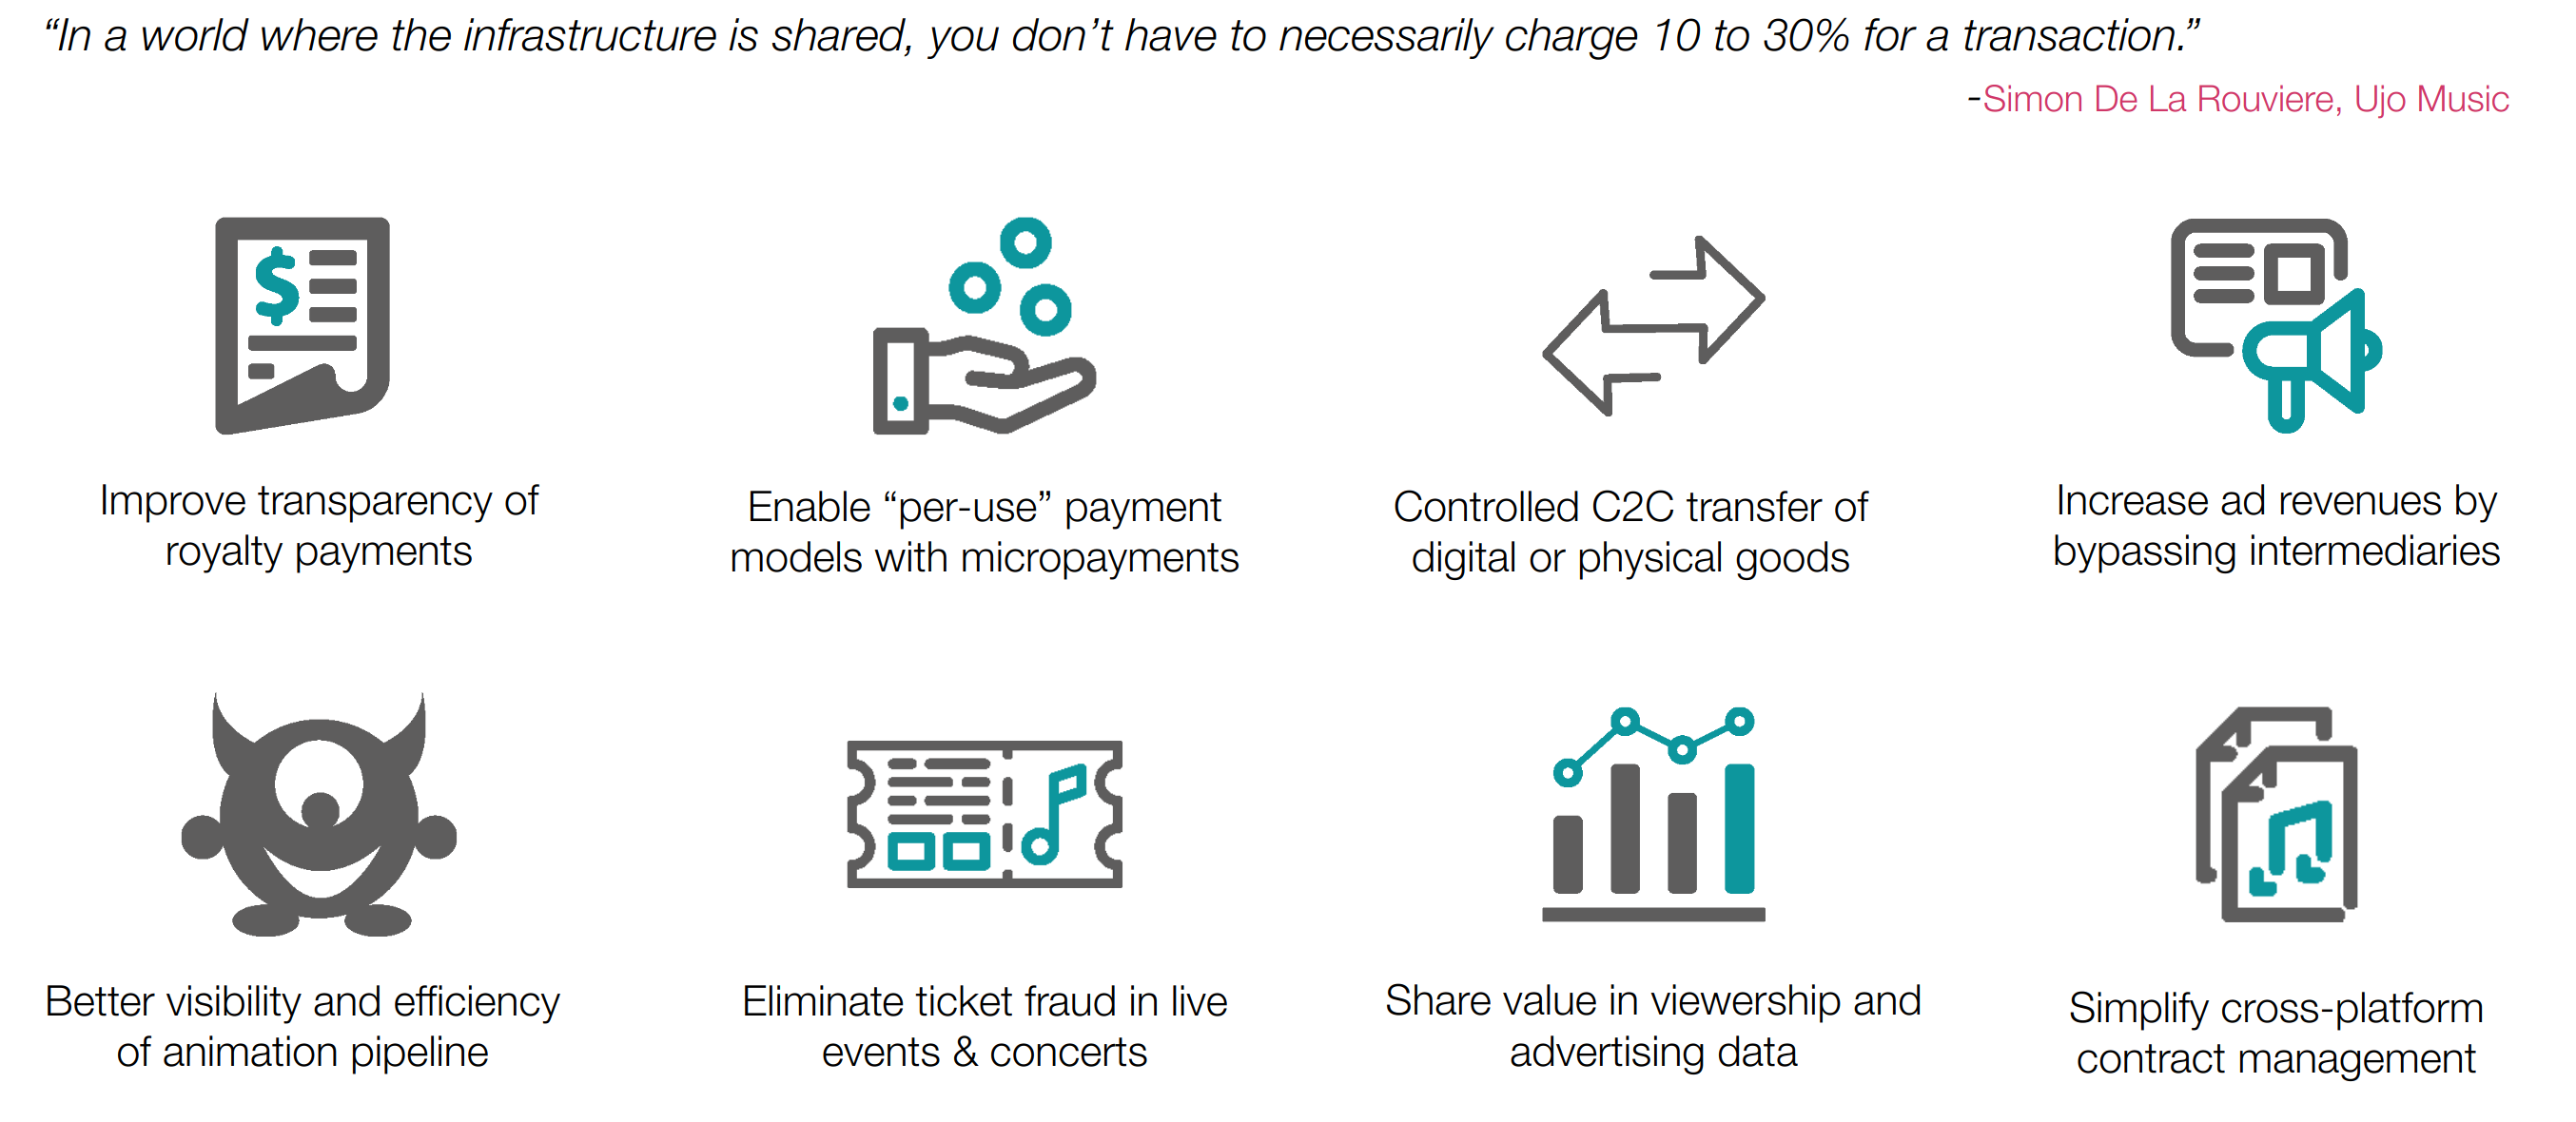 “In a world where the infrastructure is shared, you don’t have to necessarily charge 10 to 30% for a transaction.”
-Simon De La Rouviere, Ujo Music
$
Improve transparency of
royalty payments
Enable “per-use” payment
models with micropayments
Controlled C2C transfer of
digital or physical goods
Increase ad revenues by
bypassing intermediaries
Better visibility and efficiency
of animation pipeline
Eliminate ticket fraud in live
events & concerts
Share value in viewership and
advertising data
Simplify cross-platform
contract management